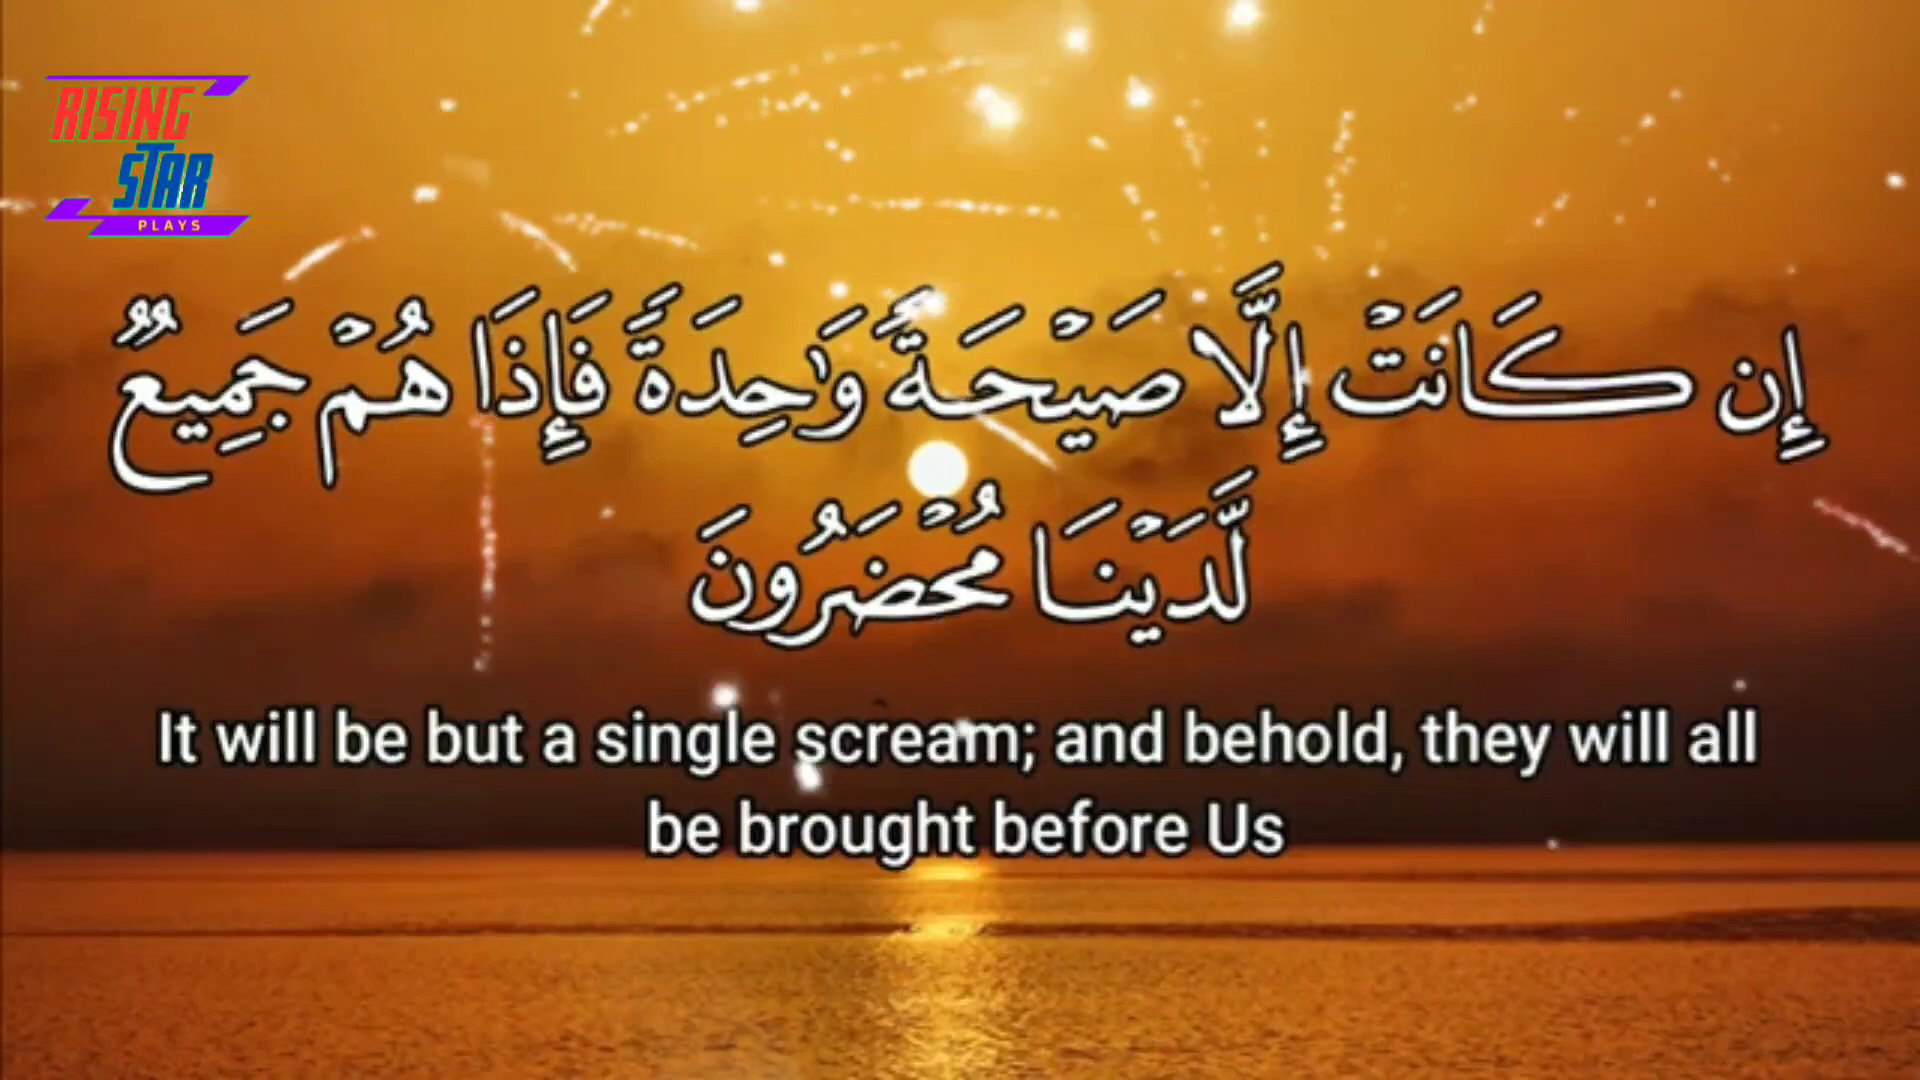 RISING
STAR
PLAYS
إِن كَانَتْ إِلَّا صَيْحَةً وَٰحِدَةً فَإِذَا هُمْ جَمِيعٌ
لَّدَيْنَا مُحْضَرُونَ
It will be but a single scream; and behold, they will all
be brought before Us